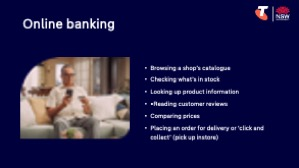 Online banking
NSW
• Browsing a shop's catalogue
• Checking what's in stock
• Looking up product information
• •Reading customer reviews
• Comparing prices
• Placing an order for delivery or 'click and
collect' (pick up instore)